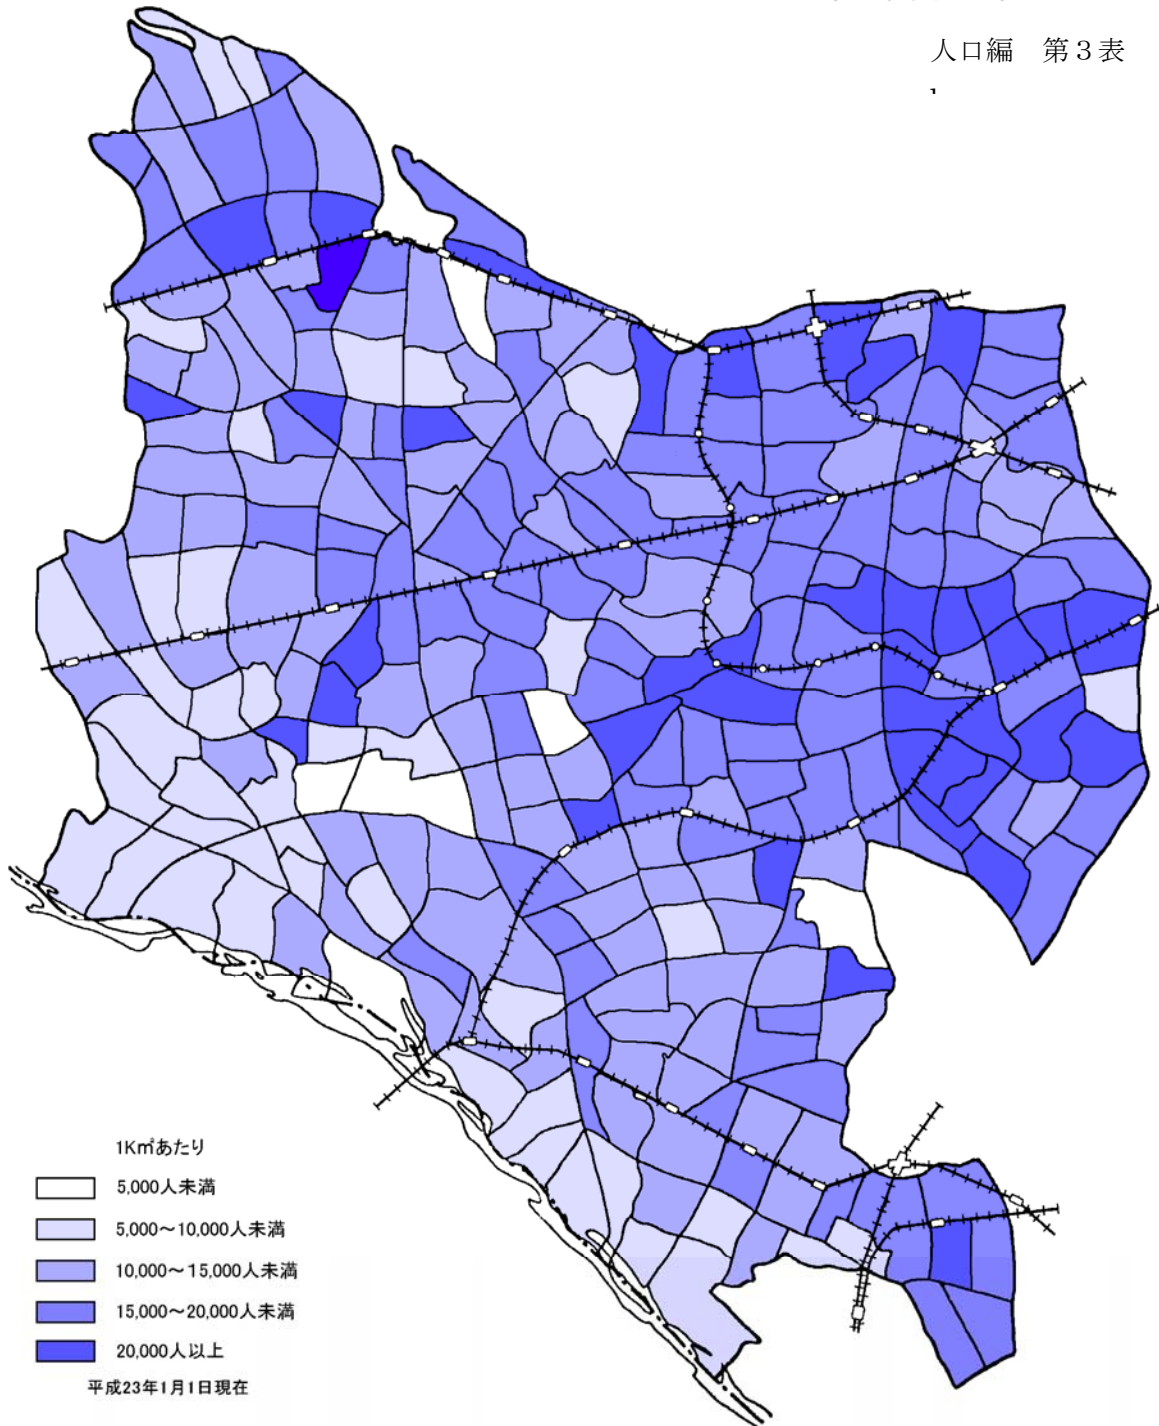 人口編　第３表
1K㎡あたり
5,000人未満
5,000～10,000人未満
10,000～15,000人未満
15,000～20,000人未満
20,000人以上
平成23年1月1日現在